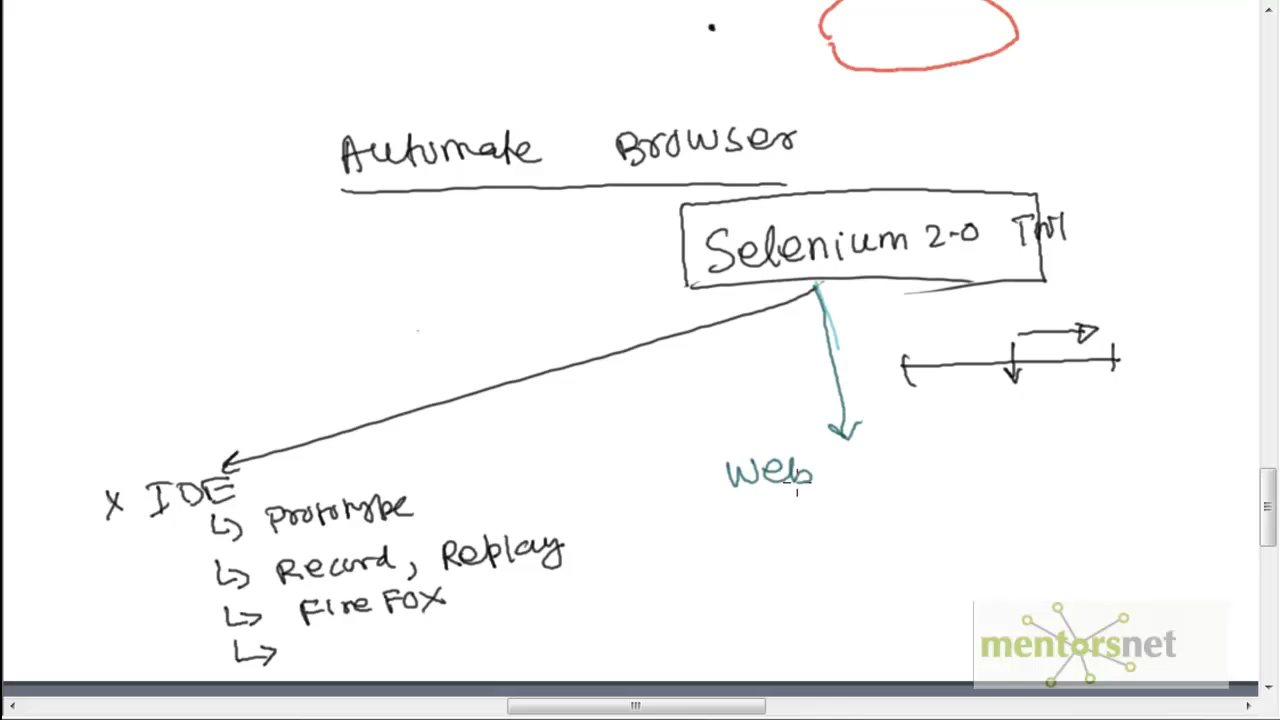 Automate Browser
Selenium 2.0
Web
X IDE
Prototype
Record, Replay
FireFox
mentorsnet